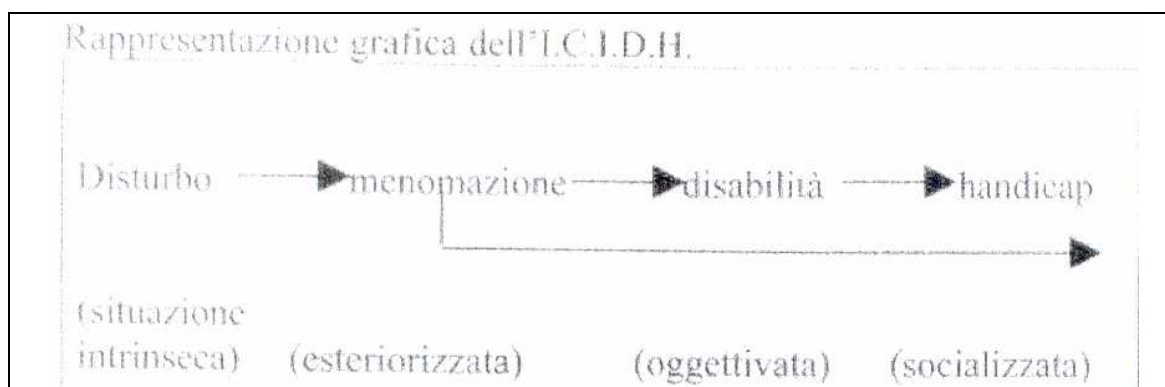 Rappresentazione grafica dell'I.C.I.D.H.
Disturbo menomazione disabilità handicap
(situazione
intrinseca) (esteriorizzata) (oggettivata) (socializzata)